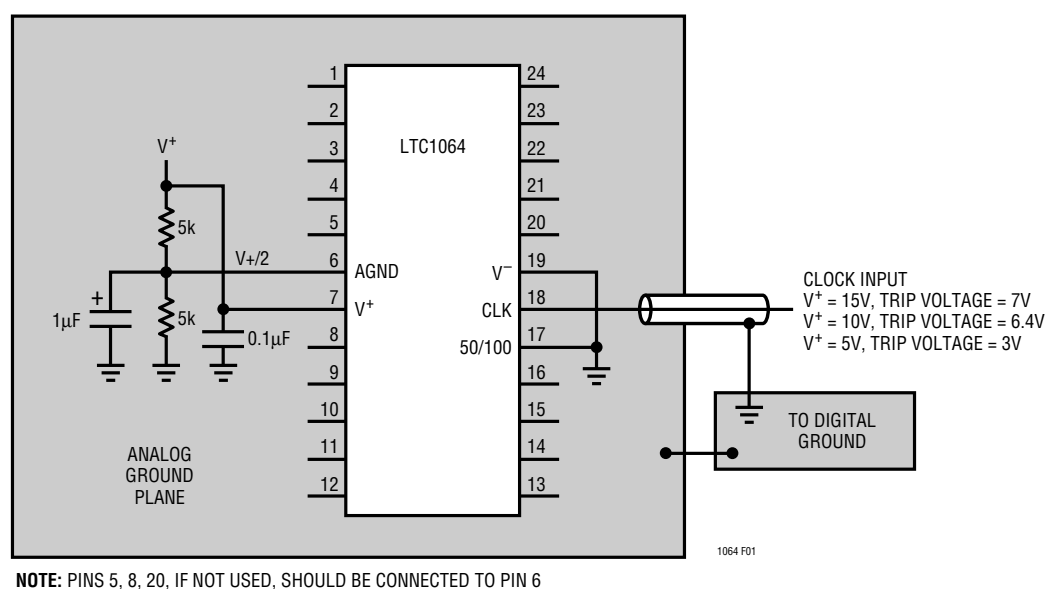 1
2
3
4
5
6
7
8
9
10
11
12
24
23
22
21
20
19
18
17
16
15
14
13
LTC1064
AGND
V+
V–
CLK
50/100
V+
5k
V+/2
5k
+
1µF
0.1µF
ANALOG
GROUND
PLANE
CLOCK INPUT
V+ = 15V, TRIP VOLTAGE = 7V
V+ = 10V, TRIP VOLTAGE = 6.4V
V+ = 5V, TRIP VOLTAGE = 3V
TO DIGITAL
GROUND
1064 F01
NOTE: PINS 5, 8, 20, IF NOT USED, SHOULD BE CONNECTED TO PIN 6